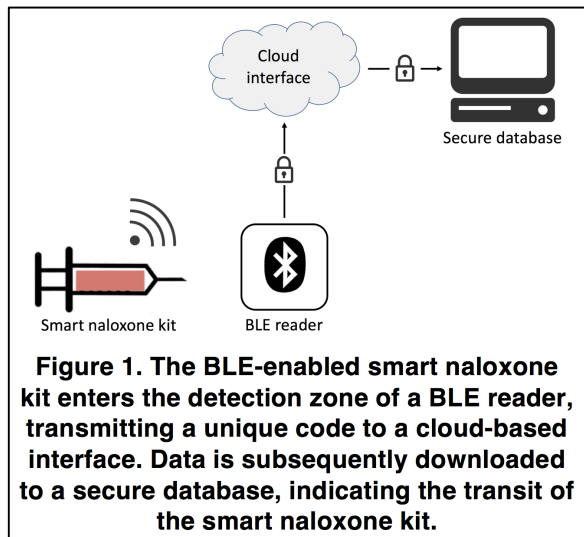 Cloud
interface
Secure database
Smart naloxone kit
BLE reader
Figure 1. The BLE-enabled smart naloxone
kit enters the detection zone of a BLE reader,
transmitting a unique code to a cloud-based
interface. Data is subsequently downloaded
to a secure database, indicating the transit of
the smart naloxone kit.